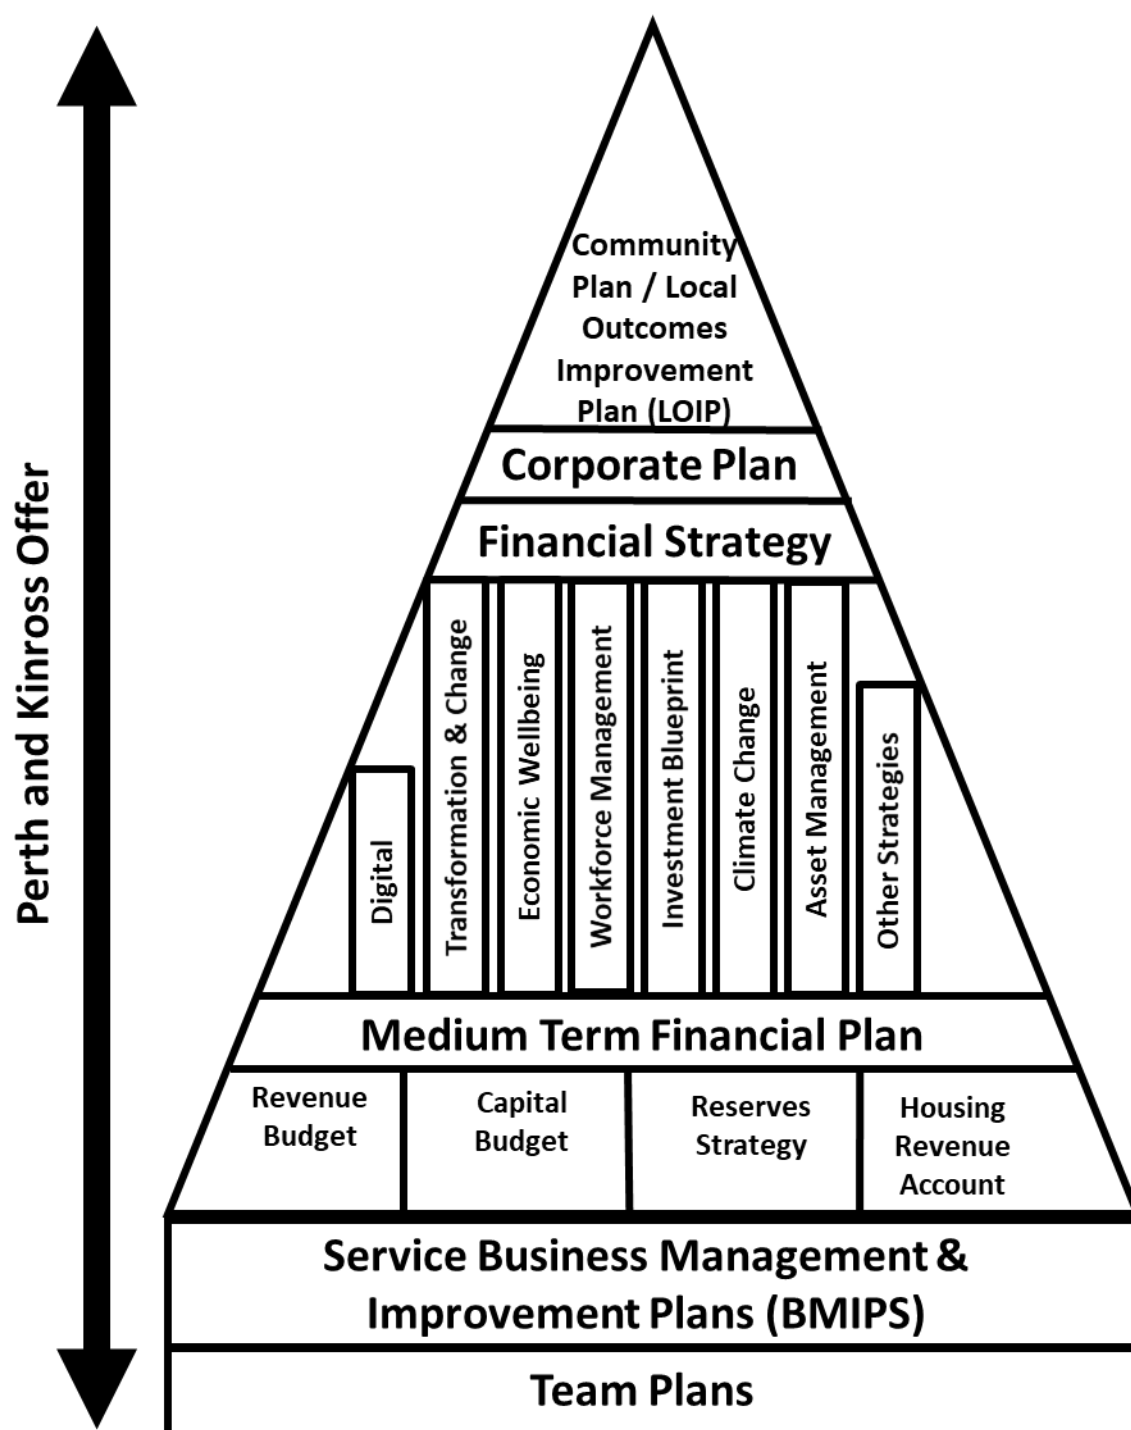 Perth and Kinross Offer
Community
Plan / Local
Outcomes
Improvement
Plan (LOIP)
Corporate Plan
Financial Strategy
Digital
Transformation & Change
Economic Wellbeing
Workforce Management
Investment Blueprint
Climate Change
Asset Management
Other Strategies
Medium Term Financial Plan
Revenue
Budget
Capital
Budget
Reserves
Strategy
Housing
Revenue
Account
Service Business Management &
Improvement Plans (BMIPS)
Team Plans